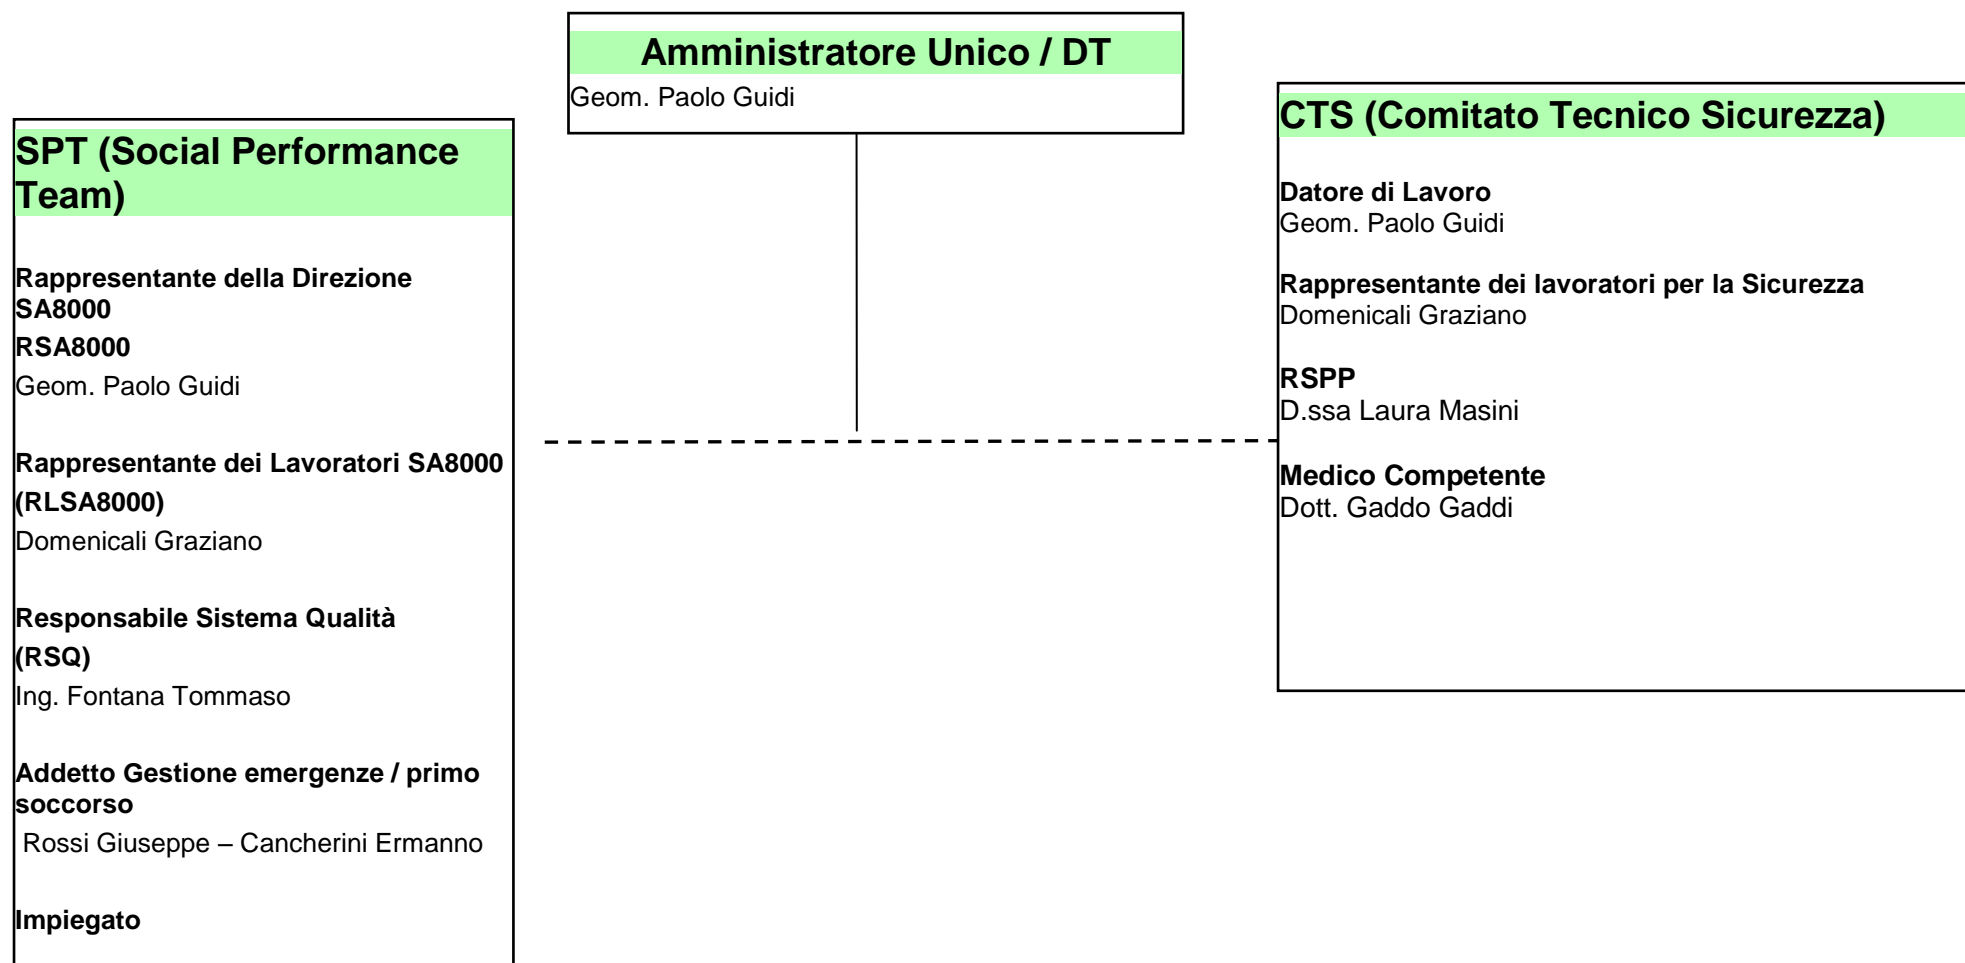 Amministratore Unico / DT
Geom. Paolo Guidi
SPT (Social Performance
Team)
Rappresentante della Direzione
SA8000
RSA8000
Geom. Paolo Guidi
Rappresentante dei Lavoratori SA8000
(RLSA8000)
Domenicali Graziano
Responsabile Sistema Qualità
(RSQ)
Ing. Fontana Tommaso
Addetto Gestione emergenze / primo
soccorso
Rossi Giuseppe – Cancherini Ermanno
Impiegato
CTS (Comitato Tecnico Sicurezza)
Datore di Lavoro
Geom. Paolo Guidi
Rappresentante dei lavoratori per la Sicurezza
Domenicali Graziano
RSPP
D.ssa Laura Masini
Medico Competente
Dott. Gaddo Gaddi